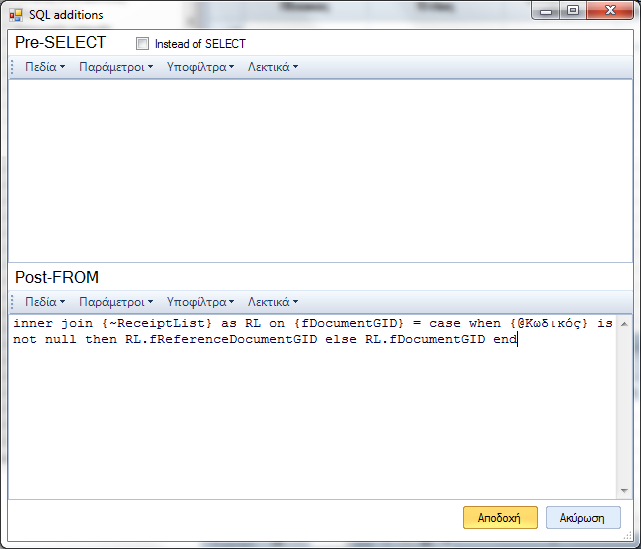 SQL additions
Pre-SELECT Instead of SELECT
Πεδία Παράμετροι Υποφίλτρα Λεκτικά
Post-FROM
Πεδία Παράμετροι Υποφίλτρα Λεκτικά
inner join {~ReceiptList} as RL on {fDocumentGID} = case when {@Κωδικός} is
not null then RL.fReferenceDocumentGID else RL.fDocumentGID end
Αποδοχή Ακύρωση